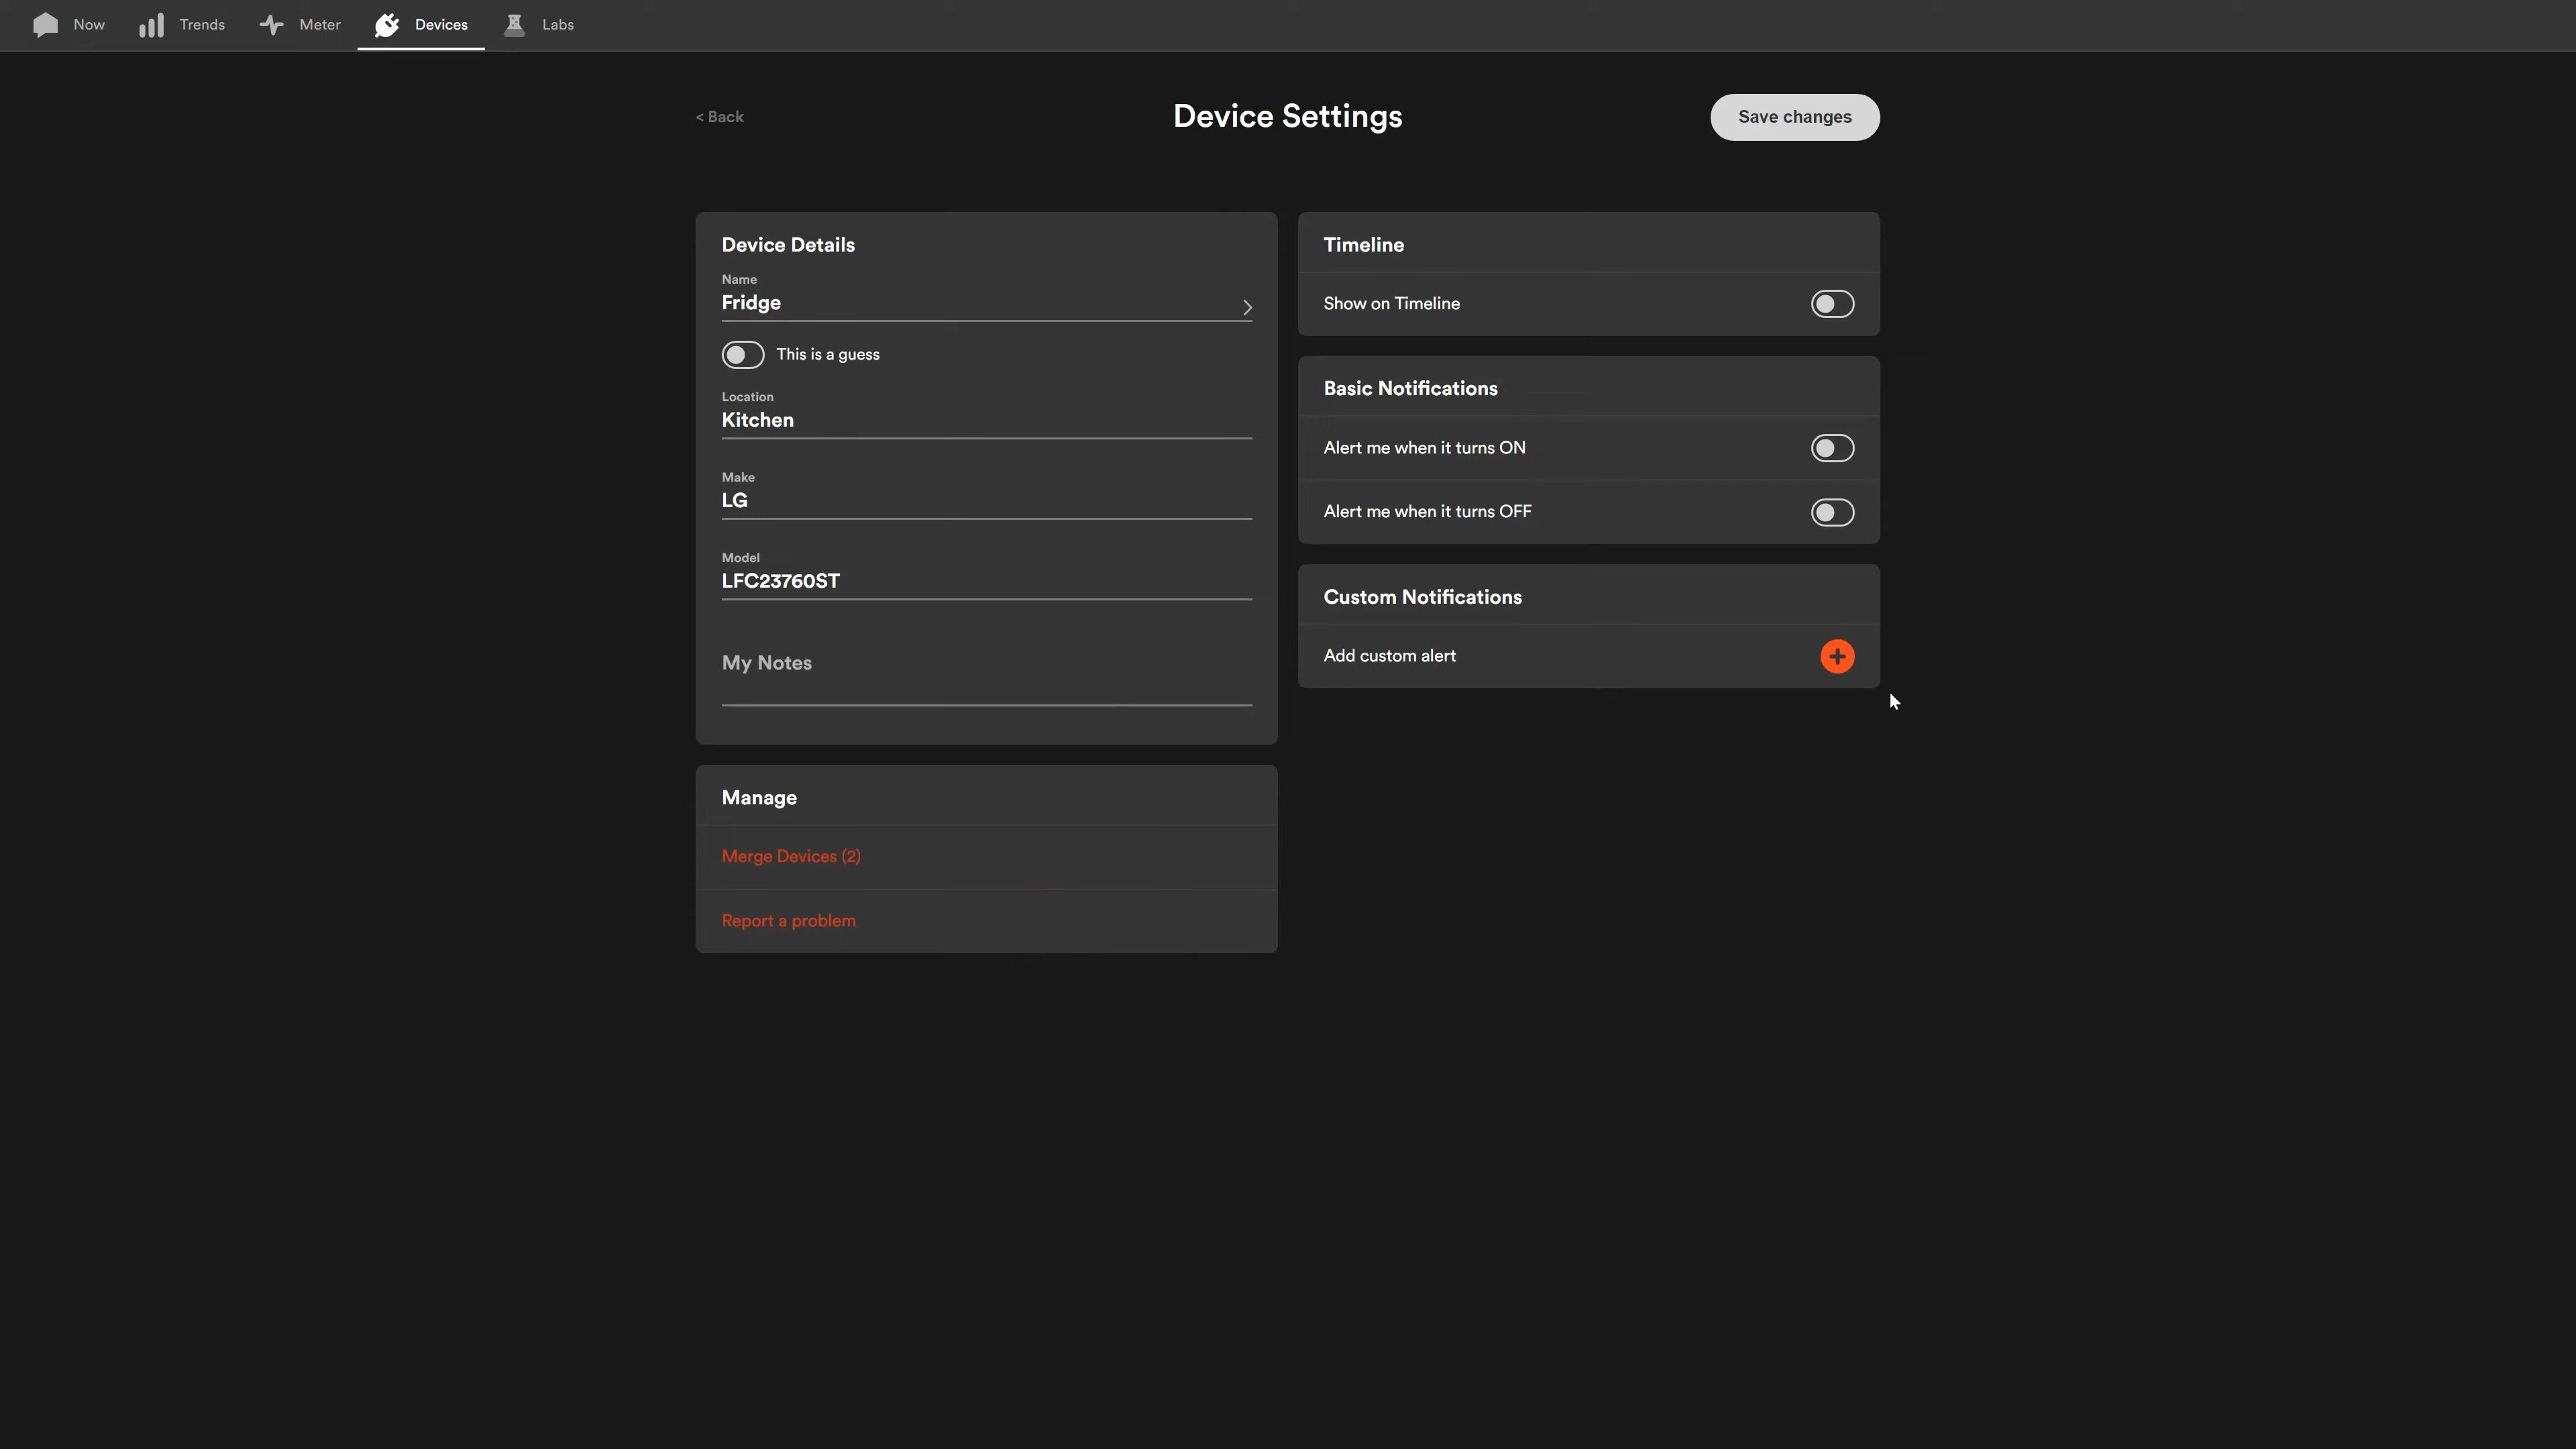 Now
Trends
Meter
Devices
Labs
< Back
Device Settings
Save changes
Device Details
Name
Fridge
This is a guess
Location
Kitchen
Make
LG
Model
LFC23760ST
My Notes
Manage
Merge Devices (2)
Report a problem
Timeline
Show on Timeline
Basic Notifications
Alert me when it turns ON
Alert me when it turns OFF
Custom Notifications
Add custom alert